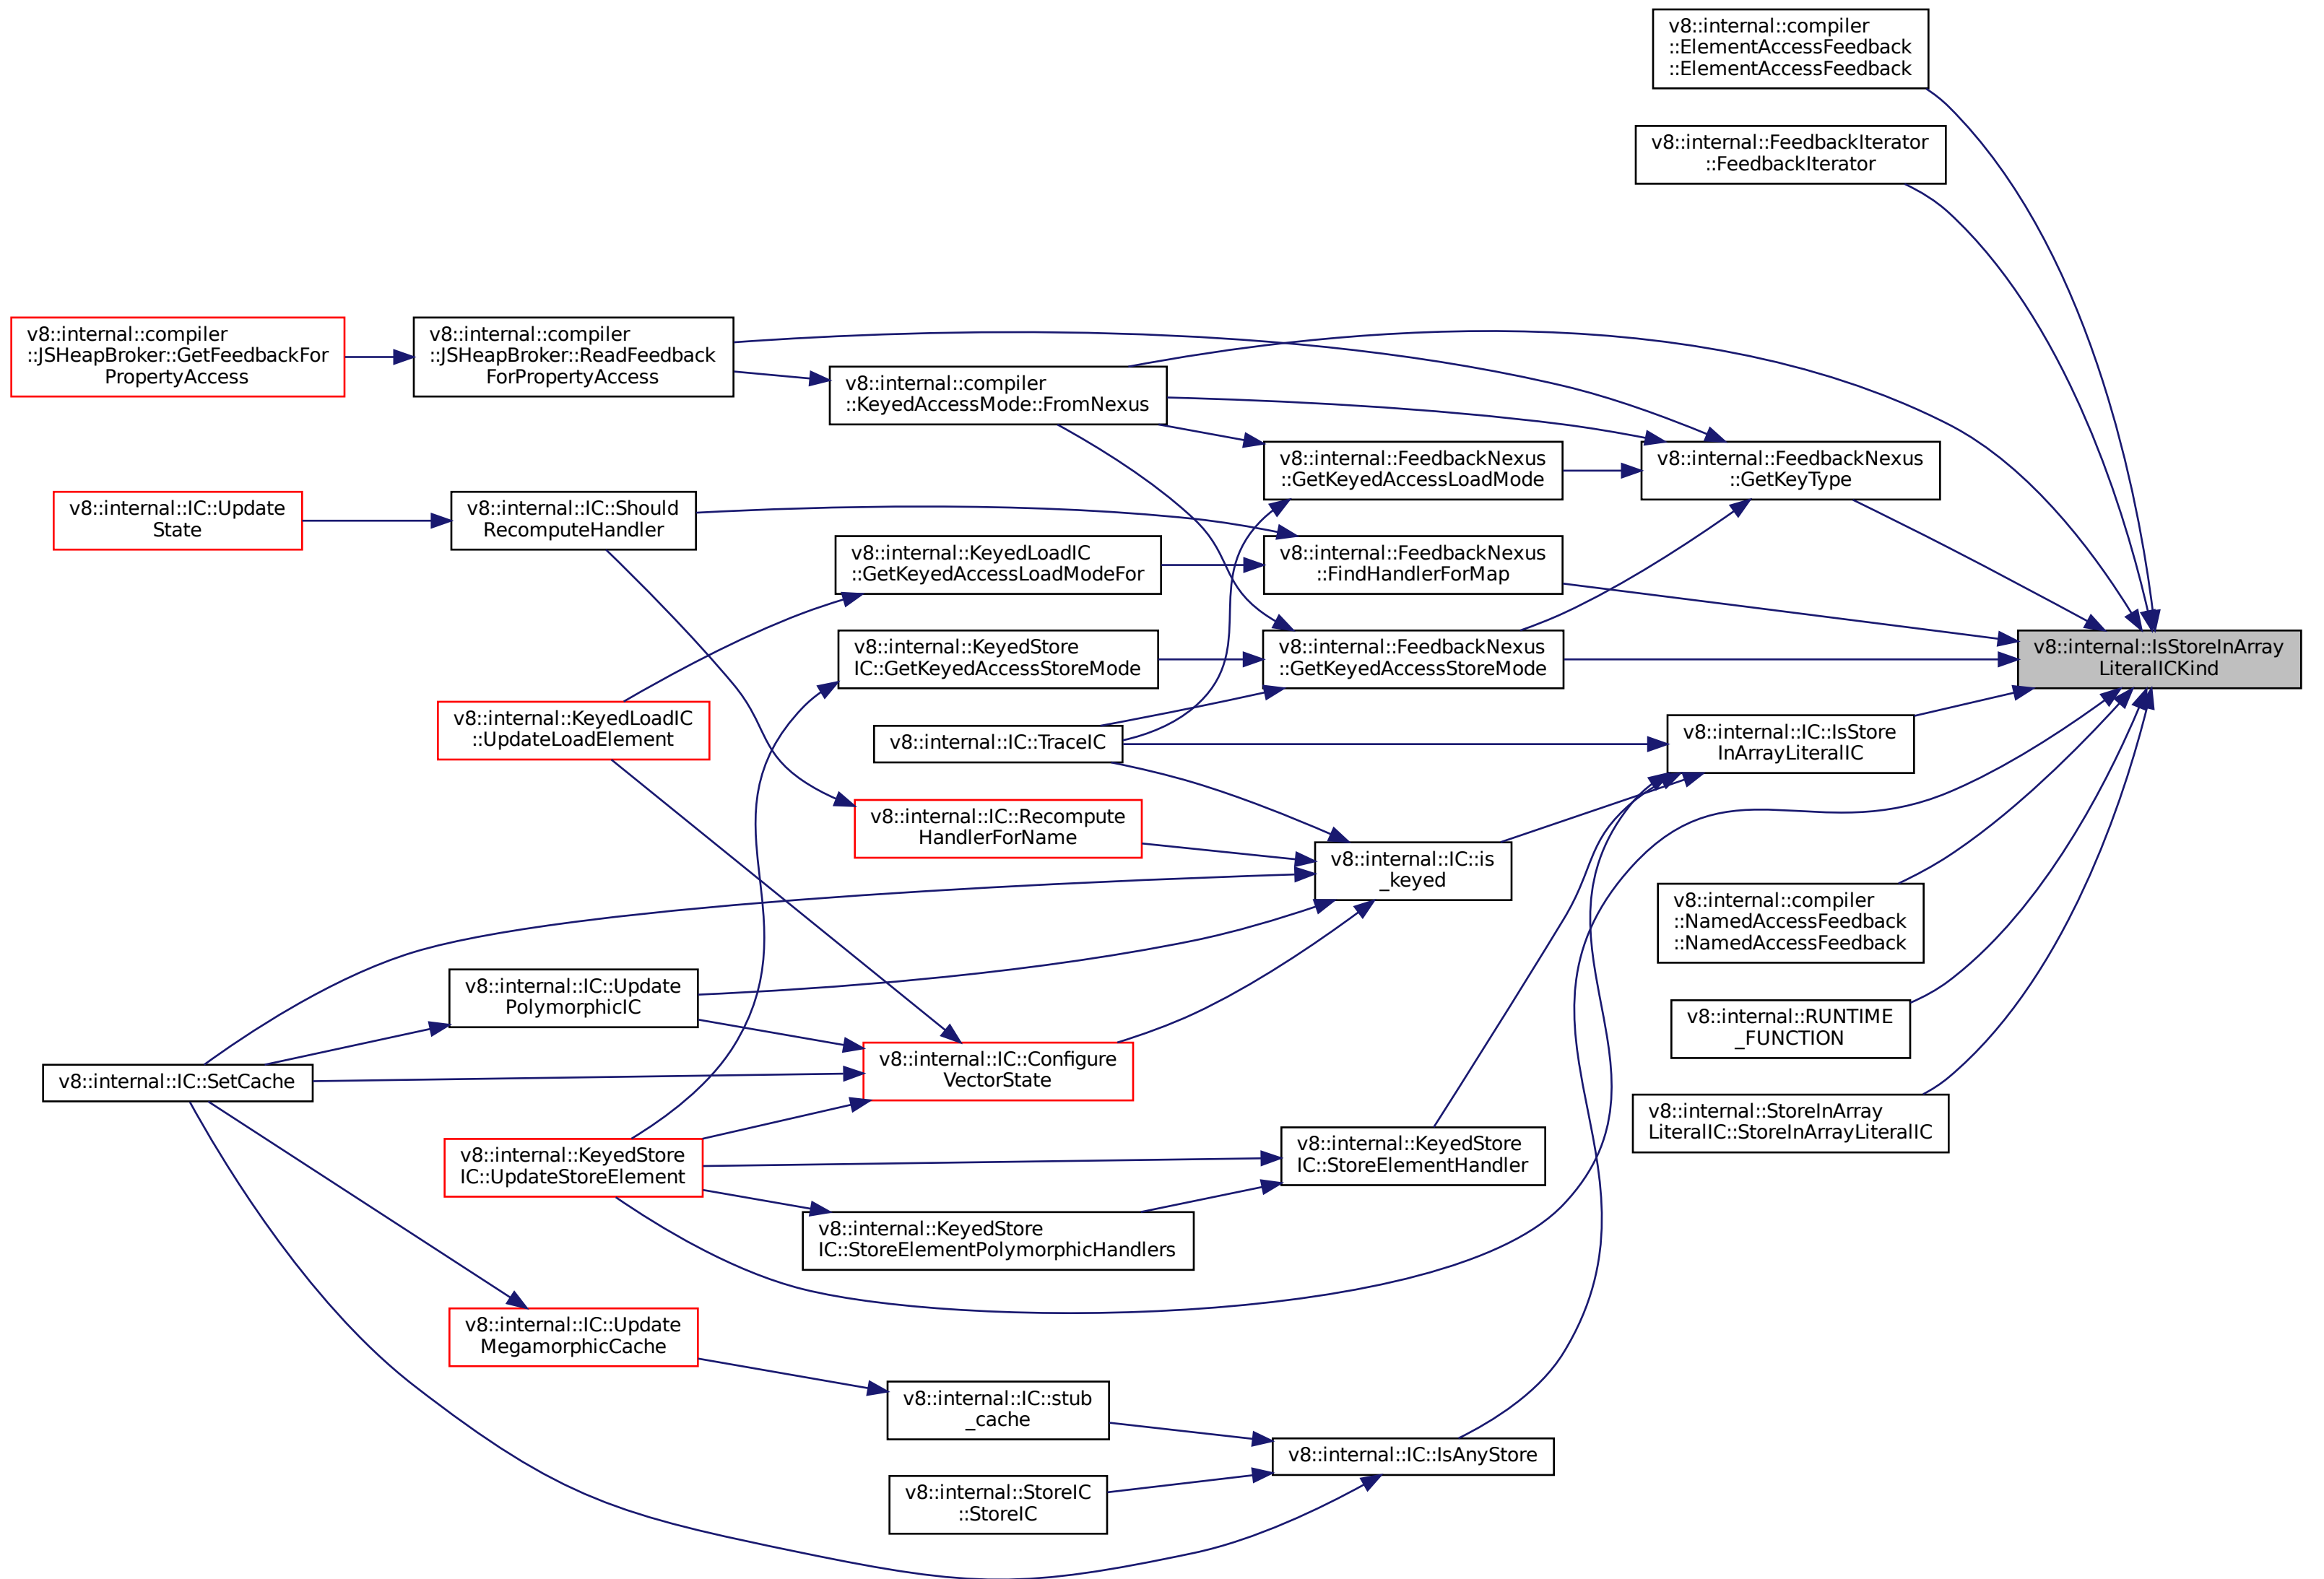 v8::internal::compiler
::ElementAccessFeedback
::ElementAccessFeedback
v8::internal::FeedbackIterator
::FeedbackIterator
v8::internal::compiler
::JSHeapBroker::GetFeedbackFor
PropertyAccess
v8::internal::compiler
::JSHeapBroker::ReadFeedback
ForPropertyAccess
v8::internal::compiler
::KeyedAccessMode::FromNexus
v8::internal::FeedbackNexus
::GetKeyedAccessLoadMode
v8::internal::FeedbackNexus
::GetKeyType
v8::internal::IC::Update
State
v8::internal::IC::Should
RecomputeHandler
v8::internal::KeyedLoadIC
::GetKeyedAccessLoadModeFor
v8::internal::FeedbackNexus
::FindHandlerForMap
v8::internal::KeyedStore
IC::GetKeyedAccessStoreMode
v8::internal::FeedbackNexus
::GetKeyedAccessStoreMode
v8::internal::IsStoreInArray
LiteralICKind
v8::internal::KeyedLoadIC
::UpdateLoadElement
v8::internal::IC::TraceIC
v8::internal::IC::IsStore
InArrayLiteralIC
v8::internal::IC::Recompute
HandlerForName
v8::internal::IC::is
_keyed
v8::internal::compiler
::NamedAccessFeedback
::NamedAccessFeedback
v8::internal::IC::Update
PolymorphicIC
v8::internal::RUNTIME
_FUNCTION
v8::internal::IC::SetCache
v8::internal::IC::Configure
VectorState
v8::internal::StoreInArray
LiteralIC::StoreInArrayLiteralIC
v8::internal::KeyedStore
IC::UpdateStoreElement
v8::internal::KeyedStore
IC::StoreElementHandler
v8::internal::KeyedStore
IC::StoreElementPolymorphicHandlers
v8::internal::IC::Update
MegamorphicCache
v8::internal::IC::stub
_cache
v8::internal::IC::IsAnyStore
v8::internal::StoreIC
::StoreIC